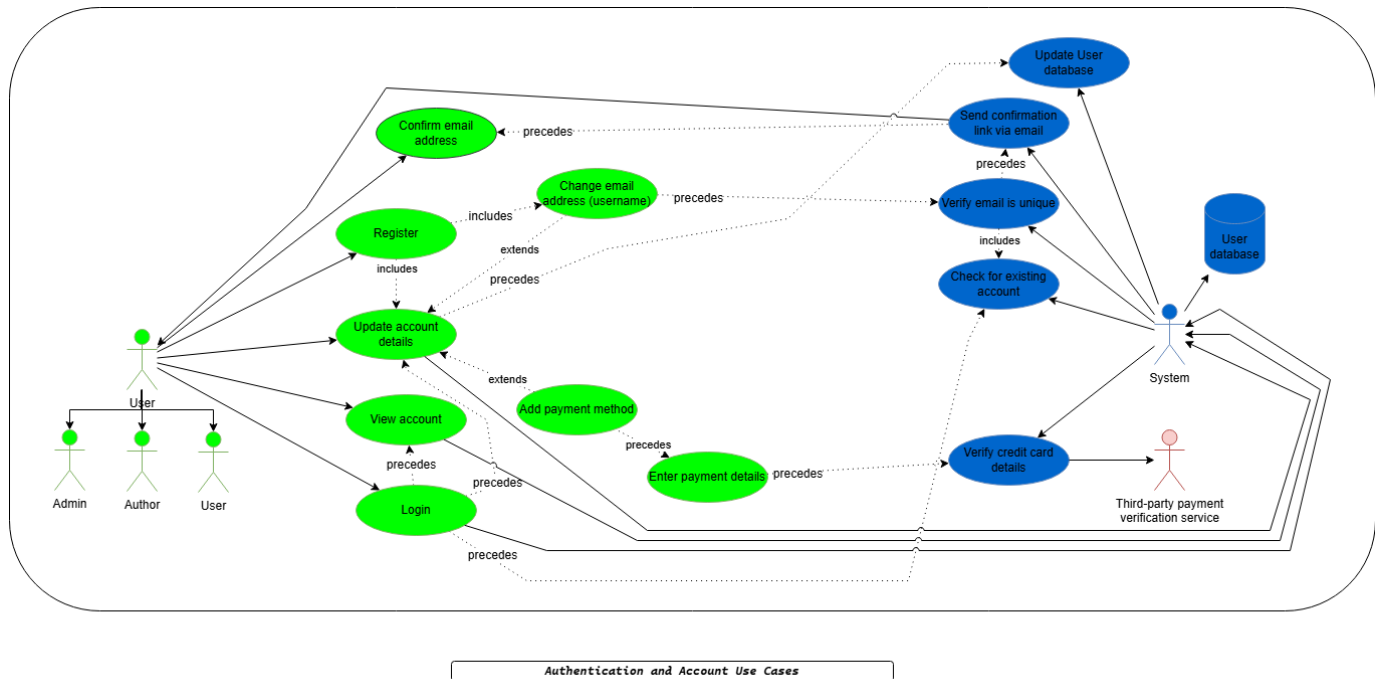 Update User
database
Confirm email
address
precedes
Send confirmation
link via email
precedes
Change email
address (username)
precedes
Verify email is unique
Register
includes
User
database
includes
extends
includes
precedes
Check for existing
account
Update account
details
System
extends
User
View account
Add payment method
precedes
precedes
precedes
Enter payment details
precedes
Verify credit card
details
Login
Admin
Author
User
Third-party payment
verification service
precedes
Authentication and Account Use Cases